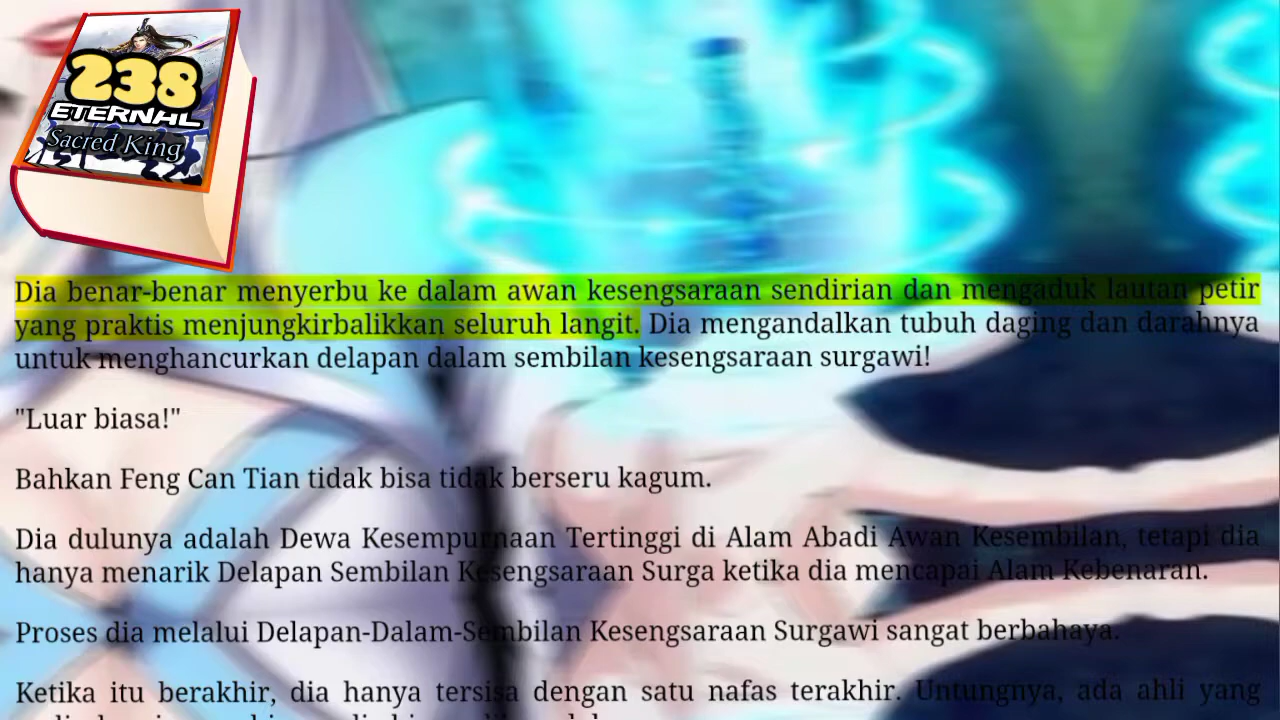 238
ETERNAL
Sacred King
Dia benar-benar menyerbu ke dalam awan kesengsaraan sendirian dan mengaduk lautan petir
yang praktis menjungkirbalikkan seluruh langit. Dia mengandalkan tubuh daging dan darahnya
untuk menghancurkan delapan dalam sembilan kesengsaraan surgawi!
"Luar biasa!"
Bahkan Feng Can Tian tidak bisa tidak berseru kagum.
Dia dulunya adalah Dewa Kesempurnaan Tertinggi di Alam Abadi Awan Kesembilan, tetapi dia
hanya menarik Delapan Sembilan Kesengsaraan Surga ketika dia mencapai Alam Kebenaran.
Proses dia melalui Delapan-Dalam-Sembilan Kesengsaraan Surgawi sangat berbahaya.
Ketika itu berakhir, dia hanya tersisa dengan satu nafas terakhir. Untungnya, ada ahli yang